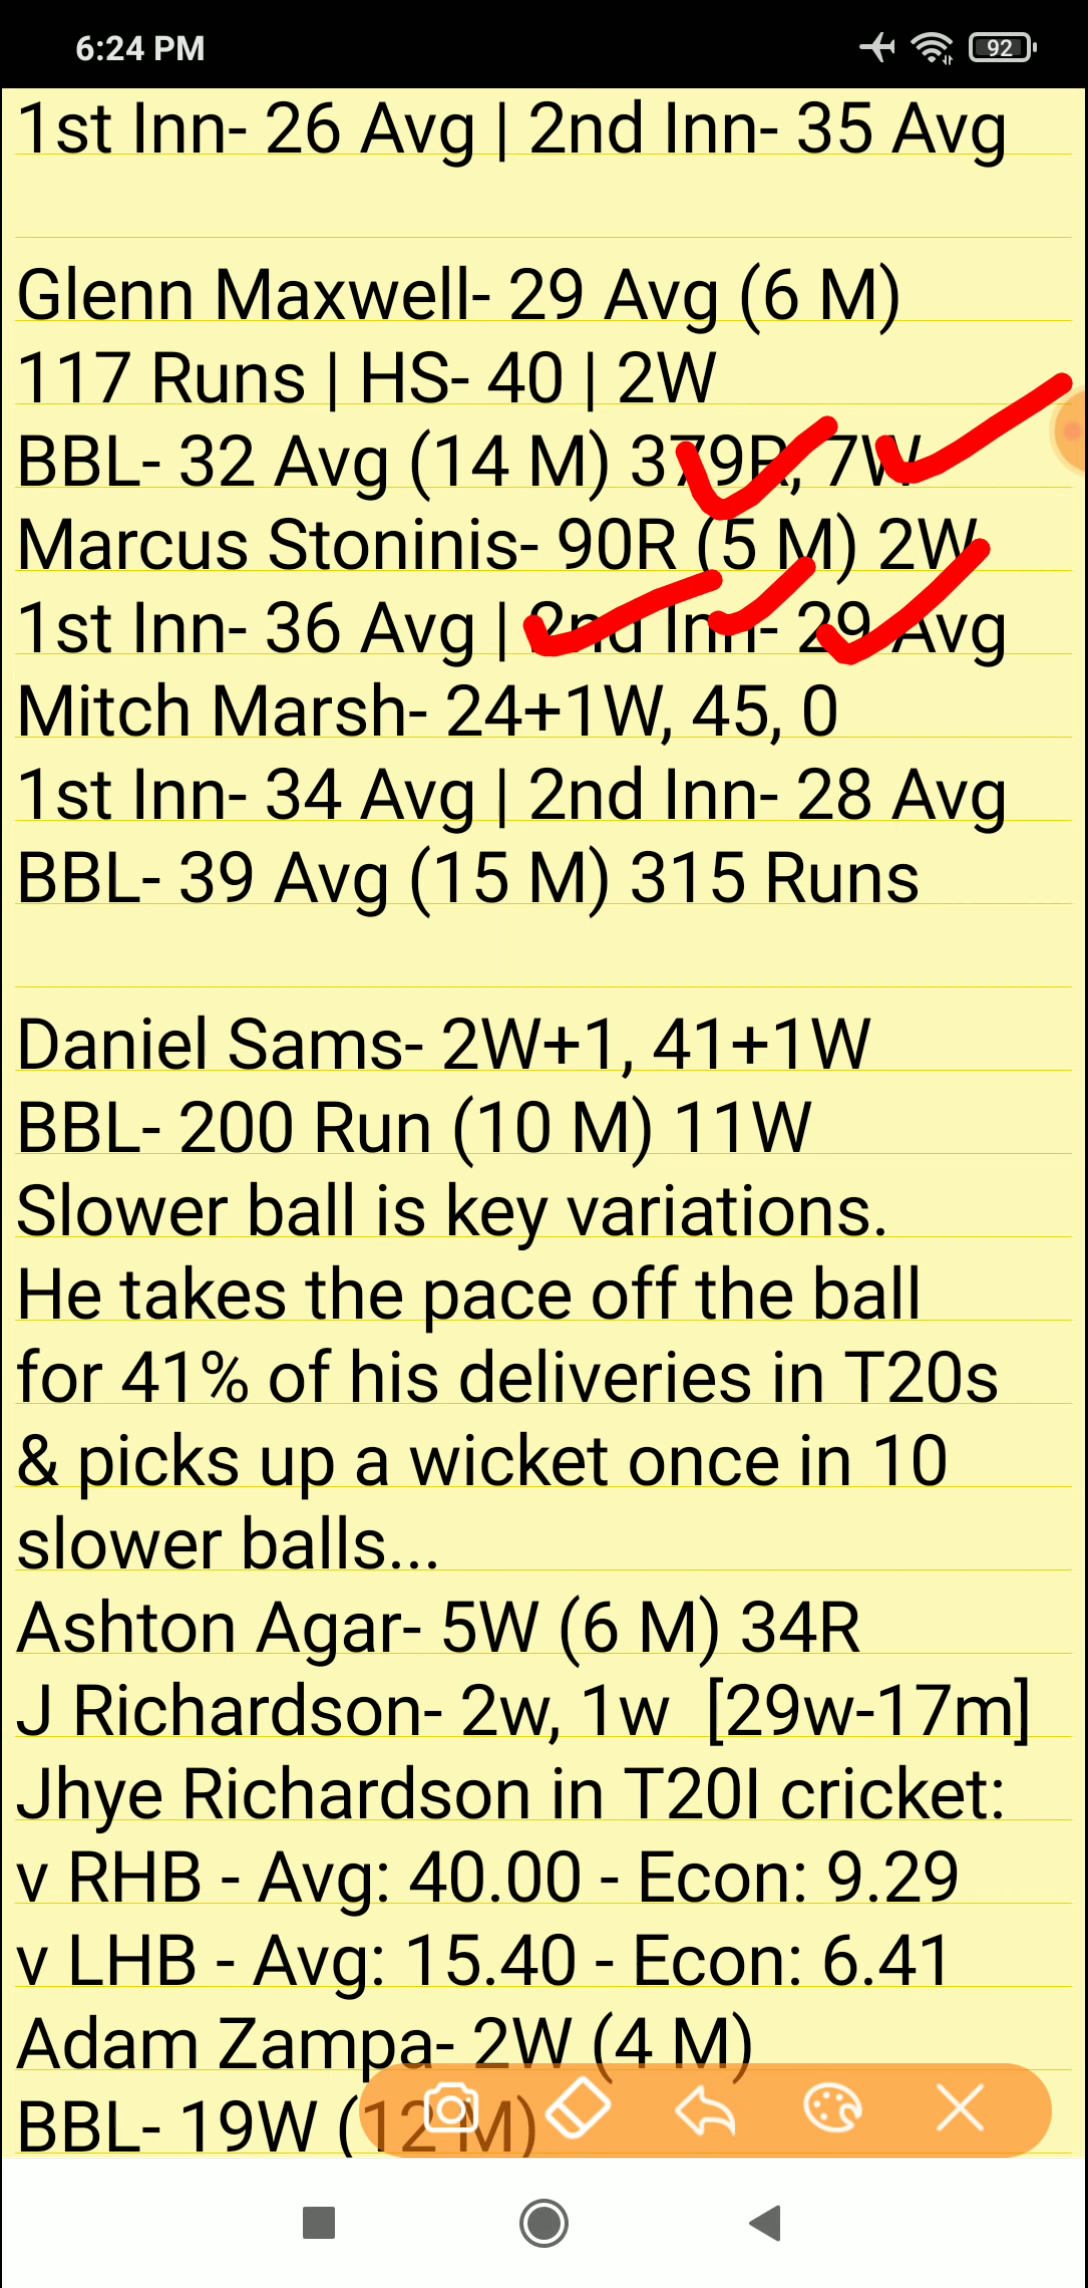 6:24 PM
92
1st Inn- 26 Avg | 2nd Inn- 35 Avg
Glenn Maxwell- 29 Avg (6 M)
117 Runs | HS- 40 | 2W
BBL- 32 Avg (14 M) 379R, 7W
Marcus Stoninis- 90R (5 M) 2W
1st Inn- 36 Avg | 2nd Inn- 29 Avg
Mitch Marsh- 24+1W, 45, 0
1st Inn- 34 Avg | 2nd Inn- 28 Avg
BBL- 39 Avg (15 M) 315 Runs
Daniel Sams- 2W+1, 41+1W
BBL- 200 Run (10 M) 11W
Slower ball is key variations.
He takes the pace off the ball
for 41% of his deliveries in T20s
& picks up a wicket once in 10
slower balls...
Ashton Agar- 5W (6 M) 34R
J Richardson- 2w, 1w  [29w-17m]
Jhye Richardson in T20I cricket:
v RHB - Avg: 40.00 - Econ: 9.29
v LHB - Avg: 15.40 - Econ: 6.41
Adam Zampa- 2W (4 M)
BBL- 19W (12 M)